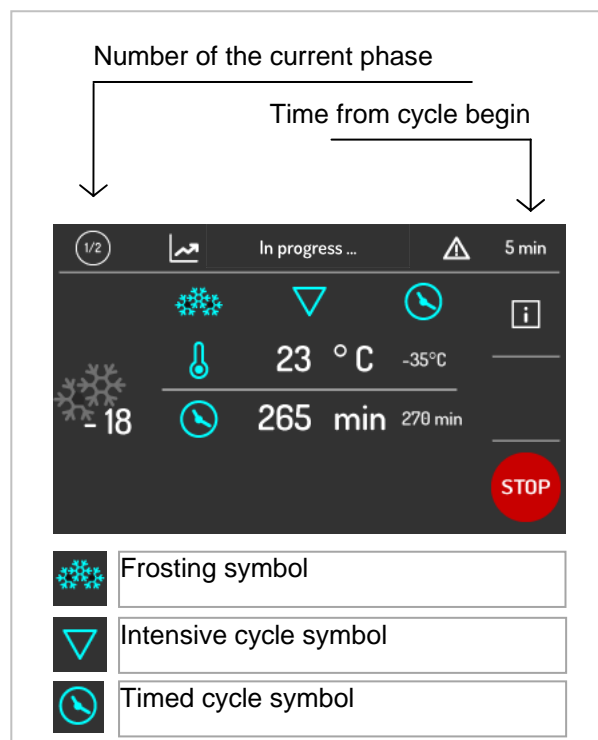 Number of the current phase
Time from cycle begin
1/2 In progress ... 5 min
i
23 °C -35°C
-18 265 min 270 min
STOP
Frosting symbol
Intensive cycle symbol
Timed cycle symbol